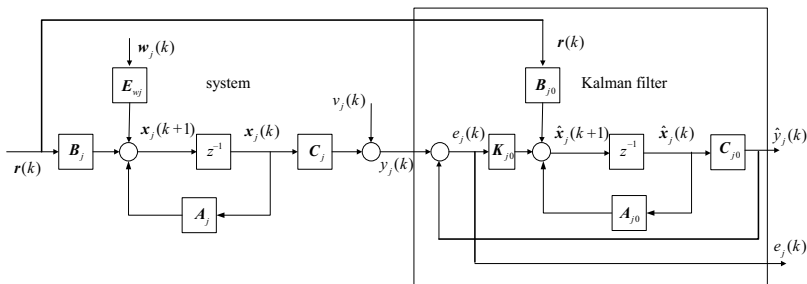 r(k)
w_j(k)
E_wj
system
B_j0
Kalman filter
v_j(k)
x_j(k+1)
x_j(k)
e_j(k)
x̂_j(k+1)
x̂_j(k)
ŷ_j(k)
B_j
z⁻¹
C_j
K_j0
z⁻¹
C_j0
r(k)
y_j(k)
A_j
A_j0
e_j(k)